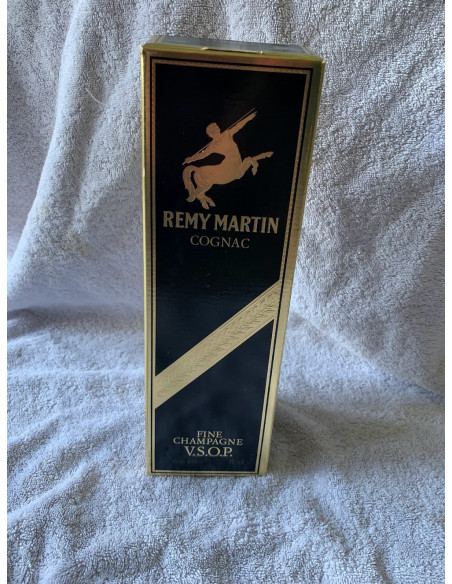 REMY MARTIN
COGNAC
FINE
CHAMPAGNE
V.S.O.P.